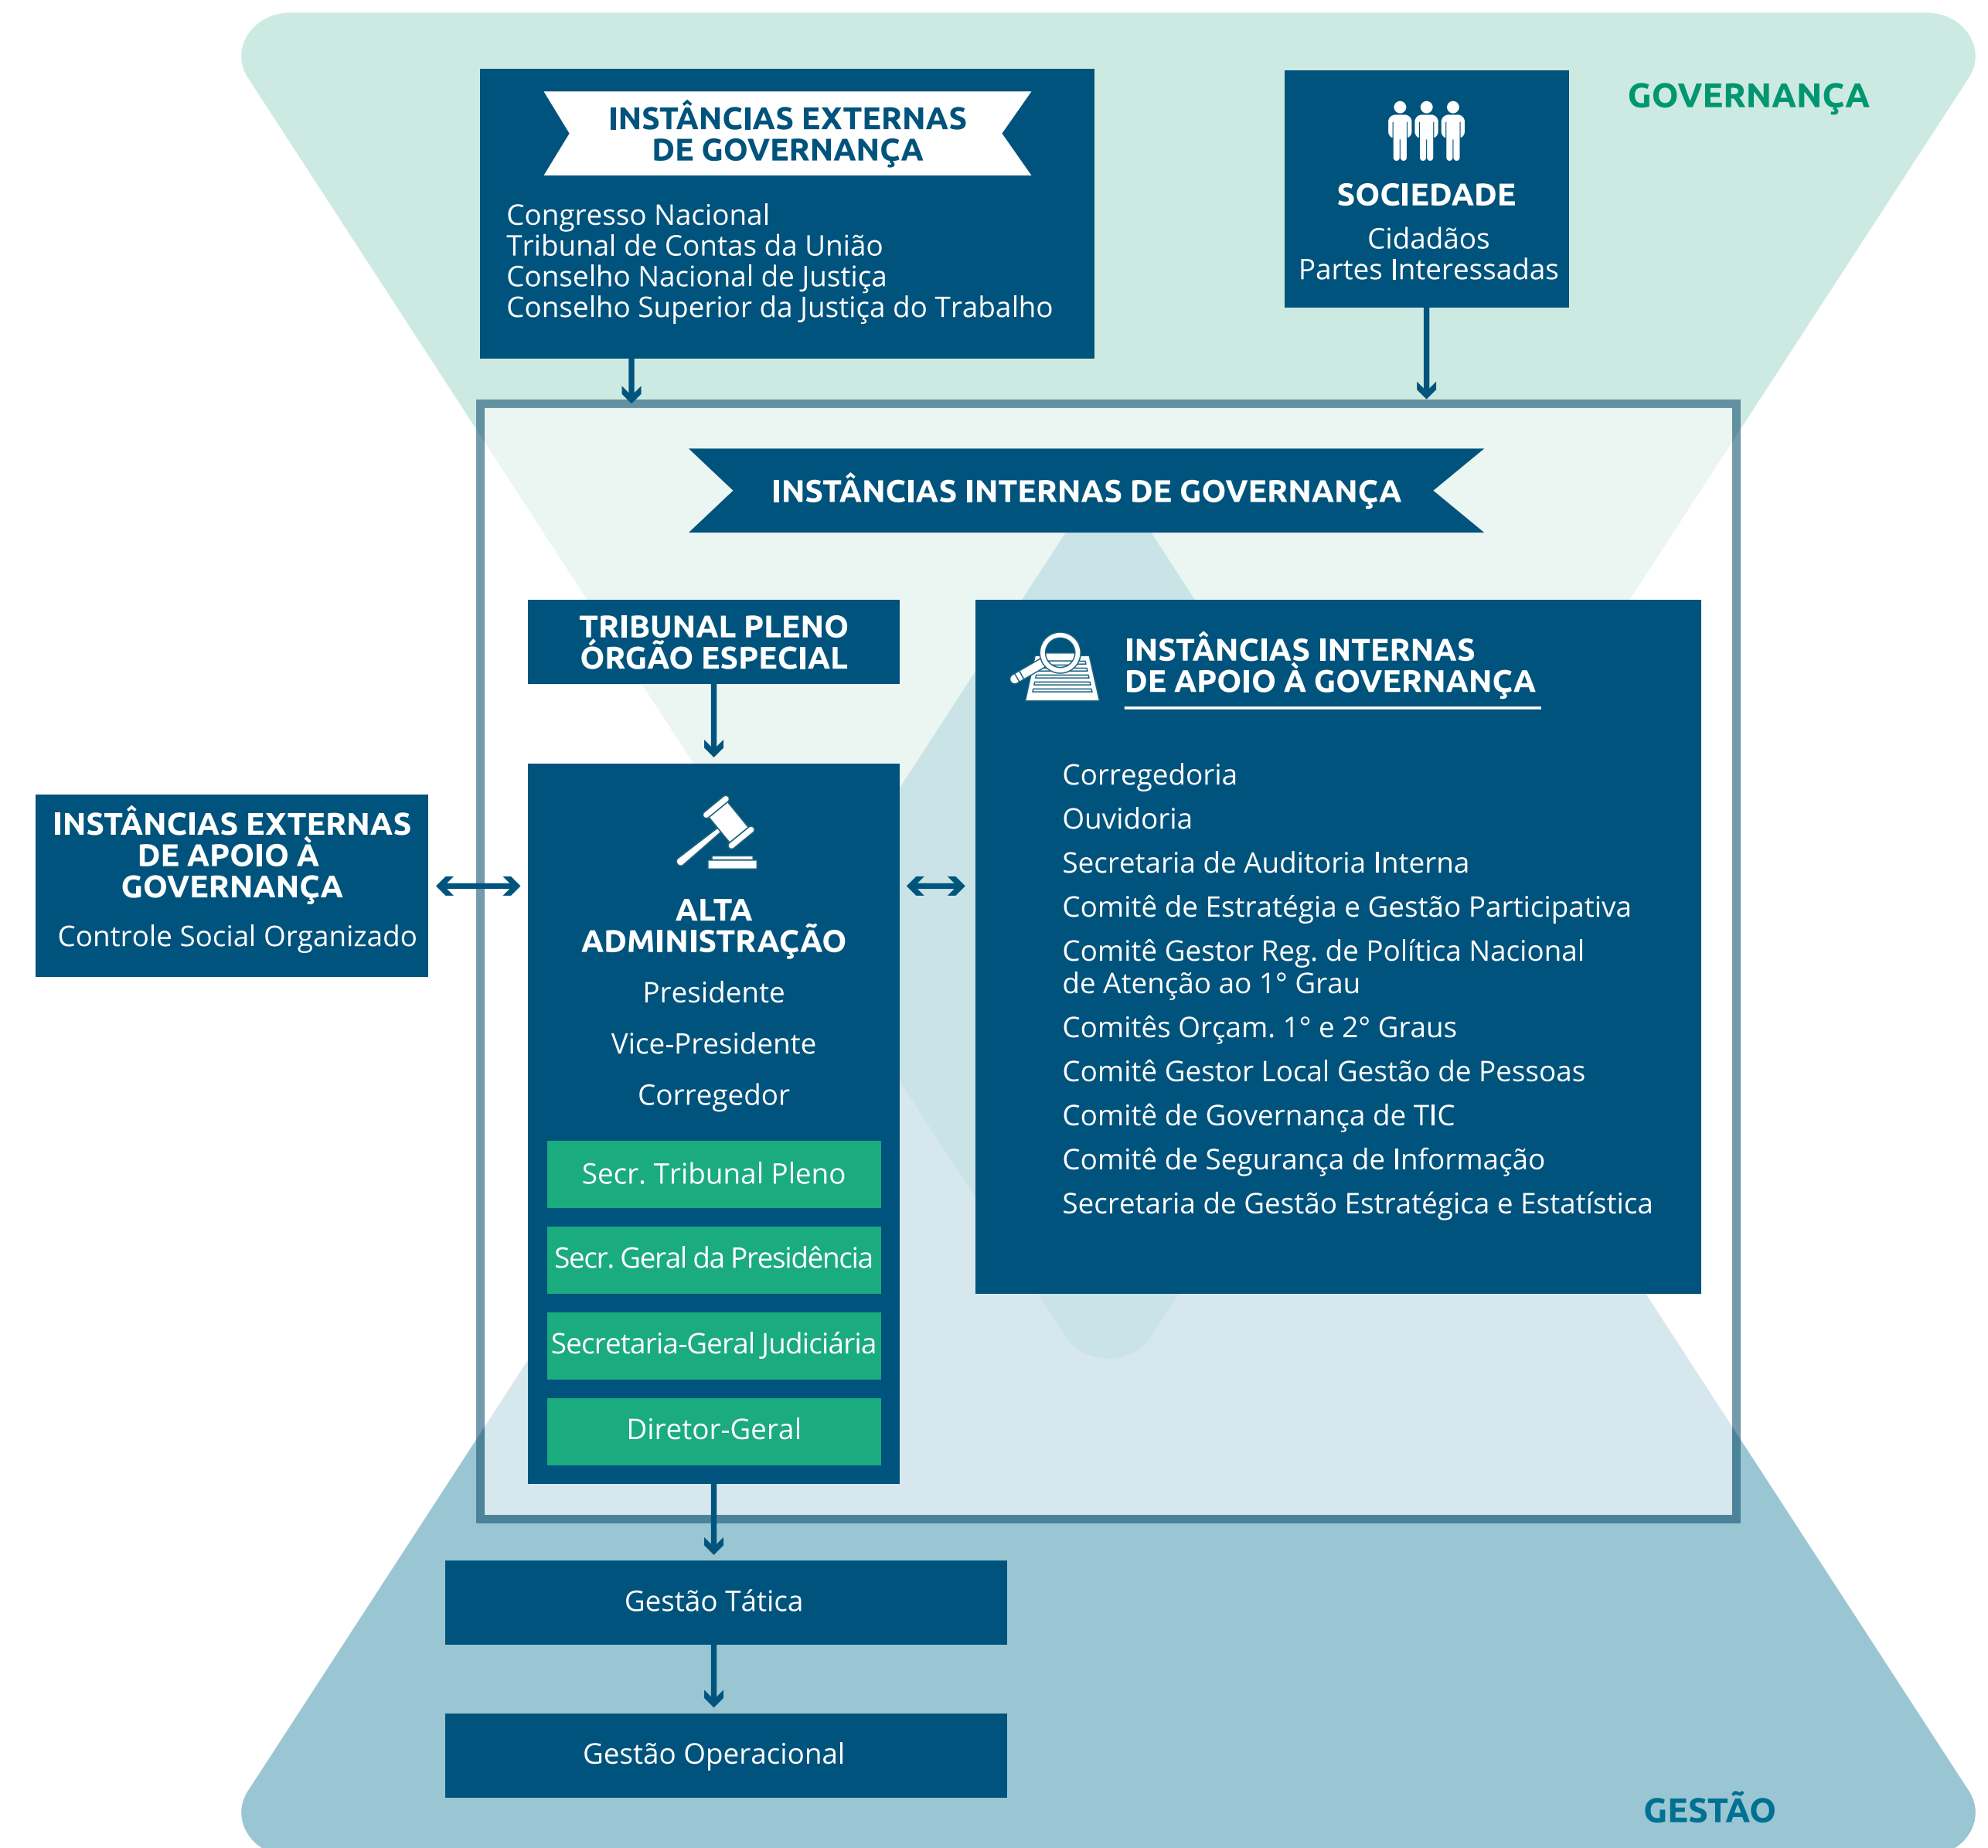 GOVERNANÇA
INSTÂNCIAS EXTERNAS
DE GOVERNANÇA
Congresso Nacional
Tribunal de Contas da União
Conselho Nacional de Justiça
Conselho Superior da Justiça do Trabalho
SOCIEDADE
Cidadãos
Partes Interessadas
INSTÂNCIAS INTERNAS DE GOVERNANÇA
TRIBUNAL PLENO
ÓRGÃO ESPECIAL
INSTÂNCIAS EXTERNAS
DE APOIO À
GOVERNANÇA
Controle Social Organizado
ALTA
ADMINISTRAÇÃO
Presidente
Vice-Presidente
Corregedor
Secr. Tribunal Pleno
Secr. Geral da Presidência
Secretaria-Geral Judiciária
Diretor-Geral
INSTÂNCIAS INTERNAS
DE APOIO À GOVERNANÇA
Corregedoria
Ouvidoria
Secretaria de Auditoria Interna
Comitê de Estratégia e Gestão Participativa
Comitê Gestor Reg. de Política Nacional
de Atenção ao 1° Grau
Comitês Orçam. 1° e 2° Graus
Comitê Gestor Local Gestão de Pessoas
Comitê de Governança de TIC
Comitê de Segurança de Informação
Secretaria de Gestão Estratégica e Estatística
Gestão Tática
Gestão Operacional
GESTÃO